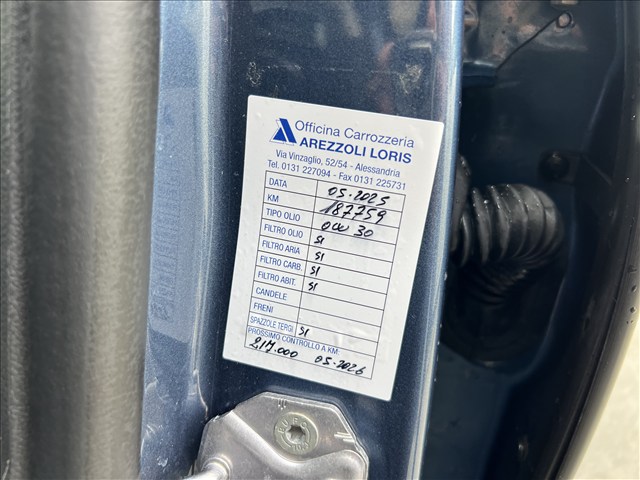 Officina Carrozzeria
AREZZOLI LORIS
Via Vinzaglio, 52/54 - Alessandria
Tel. 0131 227094 - Fax 0131 225731
DATA 05-2025
KM 187759
TIPO OLIO 0W 30
FILTRO OLIO SI
FILTRO ARIA SI
FILTRO CARB. SI
FILTRO ABIT. SI
CANDELE
FRENI
SPAZZOLE TERGI SI
PROSSIMO CONTROLLO A KM:
217.000 05-2026